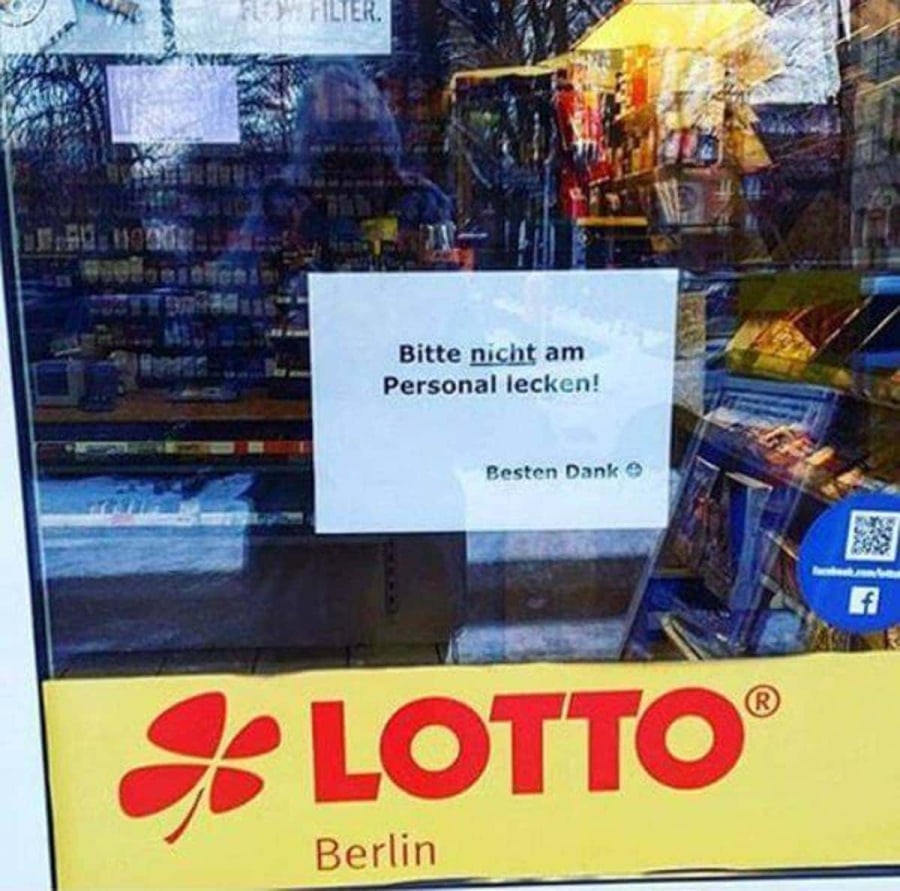 FILTER.
Bitte nicht am
Personal lecken!
Besten Dank ☺
LOTTO®
Berlin